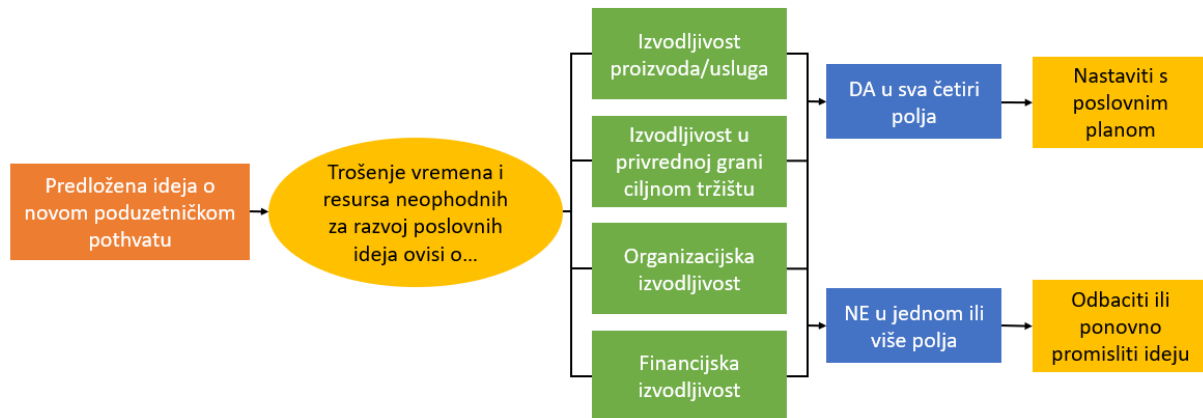 Predložena ideja o
novom poduzetničkom
pothvatu
Trošenje vremena i
resursa neophodnih
za razvoj poslovnih
ideja ovisi o...
Izvodljivost
proizvoda/usluga
Izvodljivost u
privrednoj grani
ciljnom tržištu
Organizacijska
izvodljivost
Financijska
izvodljivost
DA u sva četiri
polja
NE u jednom ili
više polja
Nastaviti s
poslovnim
planom
Odbaciti ili
ponovno
promisliti ideju